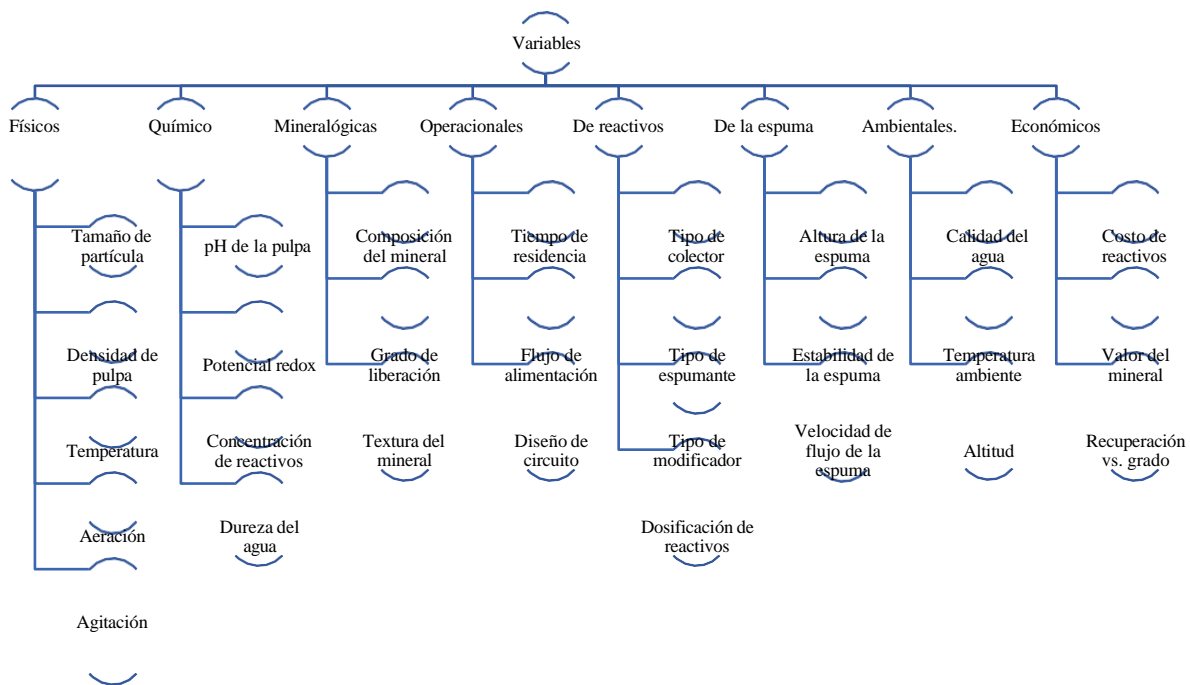 Variables
Físicos
Químico
Mineralógicas
Operacionales
De reactivos
De la espuma
Ambientales.
Económicos
Tamaño de
partícula
Densidad de
pulpa
Temperatura
Aeración
Agitación
pH de la pulpa
Potencial redox
Concentración
de reactivos
Dureza del
agua
Composición
del mineral
Grado de
liberación
Textura del
mineral
Tiempo de
residencia
Flujo de
alimentación
Diseño de
circuito
Tipo de
colector
Tipo de
espumante
Tipo de
modificador
Dosificación de
reactivos
Altura de la
espuma
Estabilidad de
la espuma
Velocidad de
flujo de la
espuma
Calidad del
agua
Temperatura
ambiente
Altitud
Costo de
reactivos
Valor del
mineral
Recuperación
vs. grado